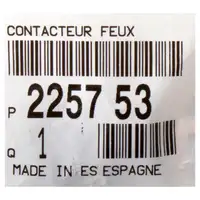 CONTACTEUR FEUX
P 2257 53
Q 1
MADE IN ES ESPAGNE